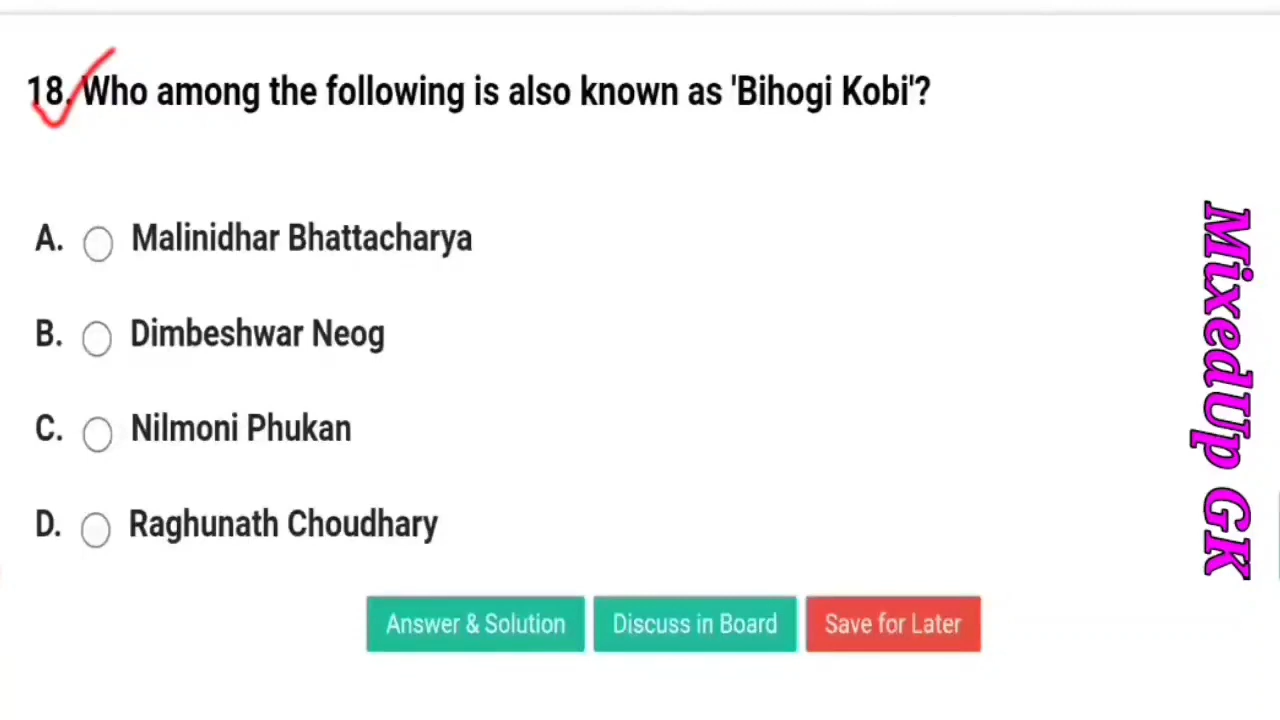 18. Who among the following is also known as 'Bihogi Kobi'?
A. Malinidhar Bhattacharya
B. Dimbeshwar Neog
C. Nilmoni Phukan
D. Raghunath Choudhary
Answer & Solution
Discuss in Board
Save for Later
MixedUp GK